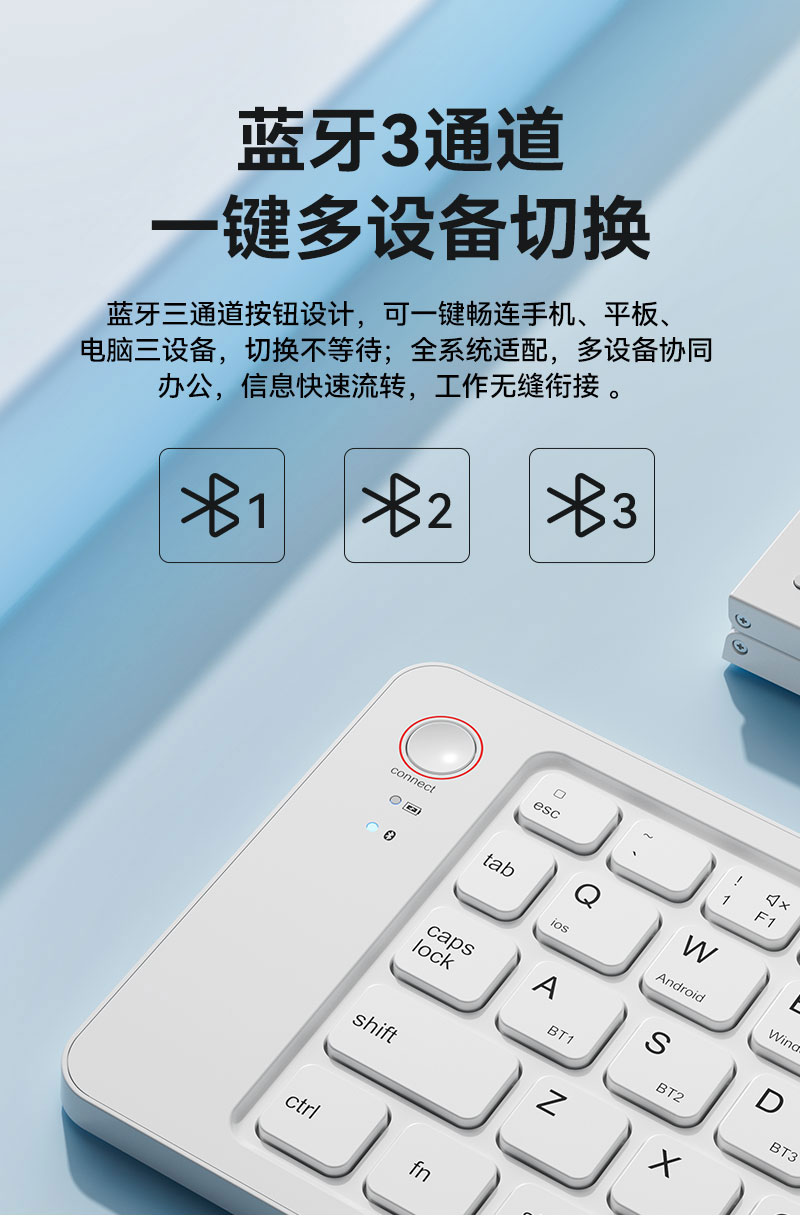 蓝牙3通道
一键多设备切换
蓝牙三通道按钮设计，可一键畅连手机、平板、
电脑三设备，切换不等待；全系统适配，多设备协同
办公，信息快速流转，工作无缝衔接 。
1
2
3
connect
esc
~
、
!
1
F1
tab
Q
ios
W
Android
caps
lock
A
BT1
S
BT2
D
BT3
shift
Z
X
ctrl
fn